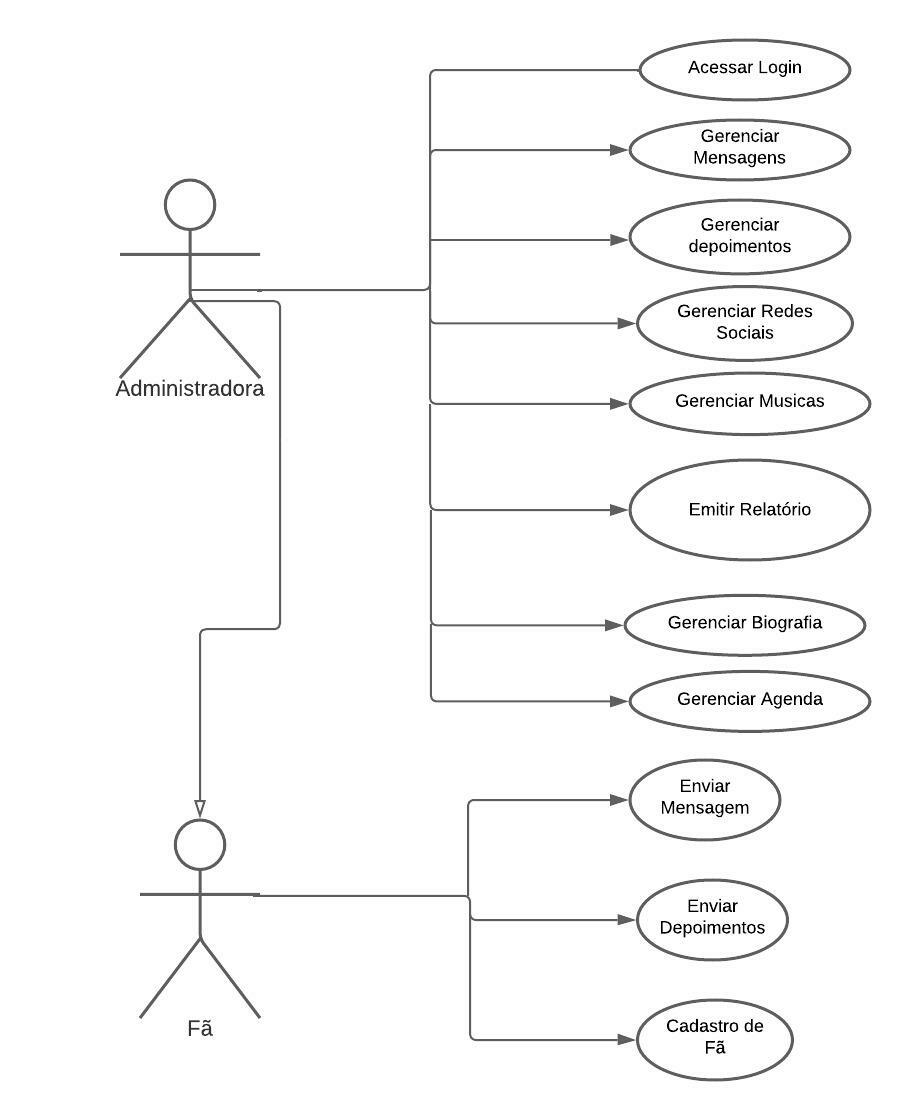 Acessar Login
Gerenciar
Mensagens
Gerenciar
depoimentos
Gerenciar Redes
Sociais
Administradora
Gerenciar Musicas
Emitir Relatório
Gerenciar Biografia
Gerenciar Agenda
Enviar
Mensagem
Enviar
Depoimentos
Fã
Cadastro de
Fã